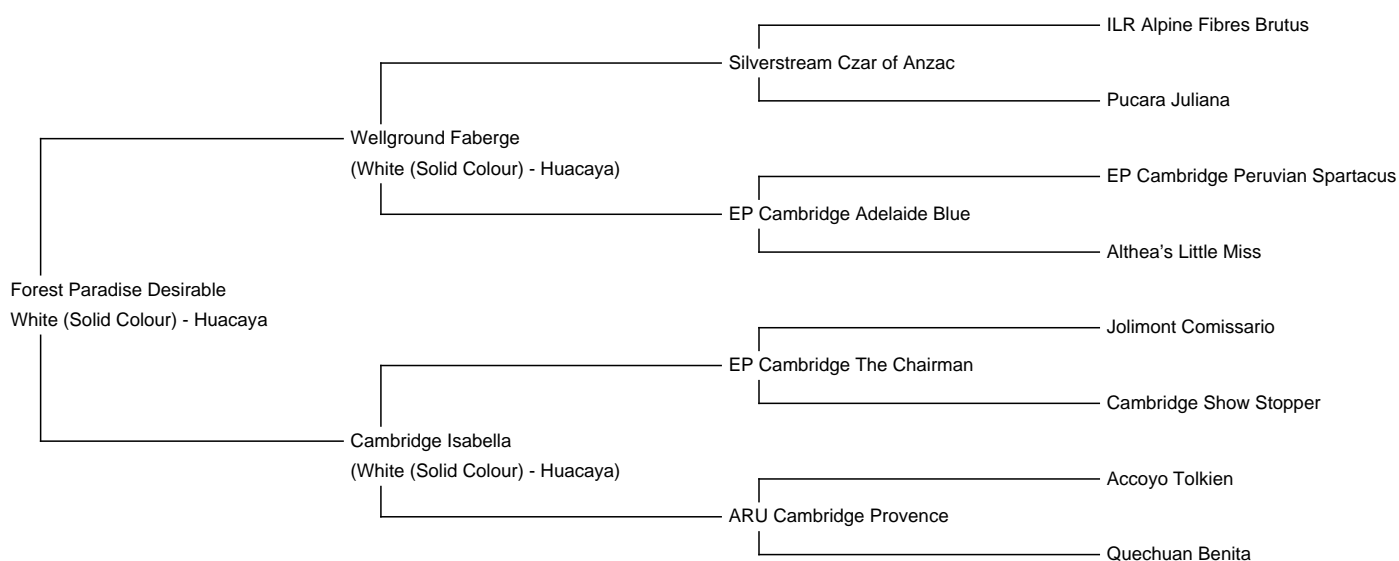 ILR Alpine Fibres Brutus
Silverstream Czar of Anzac
Pucara Juliana
Wellground Faberge
(White (Solid Colour) - Huacaya)
EP Cambridge Peruvian Spartacus
EP Cambridge Adelaide Blue
Althea's Little Miss
Forest Paradise Desirable
White (Solid Colour) - Huacaya
Jolimont Comissario
EP Cambridge The Chairman
Cambridge Show Stopper
Cambridge Isabella
(White (Solid Colour) - Huacaya)
Accoyo Tolkien
ARU Cambridge Provence
Quechuan Benita